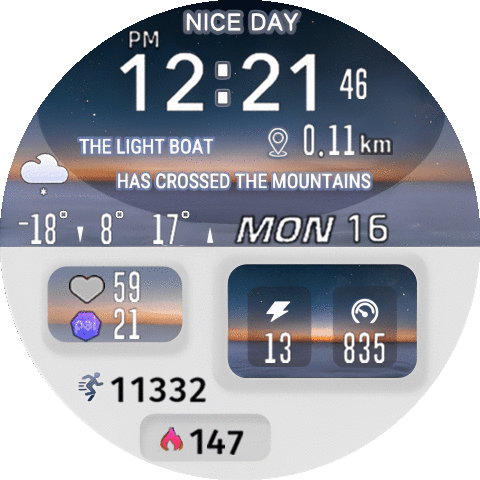 NICE DAY
PM
12:21 46
THE LIGHT BOAT
0.11 km
HAS CROSSED THE MOUNTAINS
-18° ▼ 8° 17° ▲ MON 16
59
PAI 21
13 835
11332
147